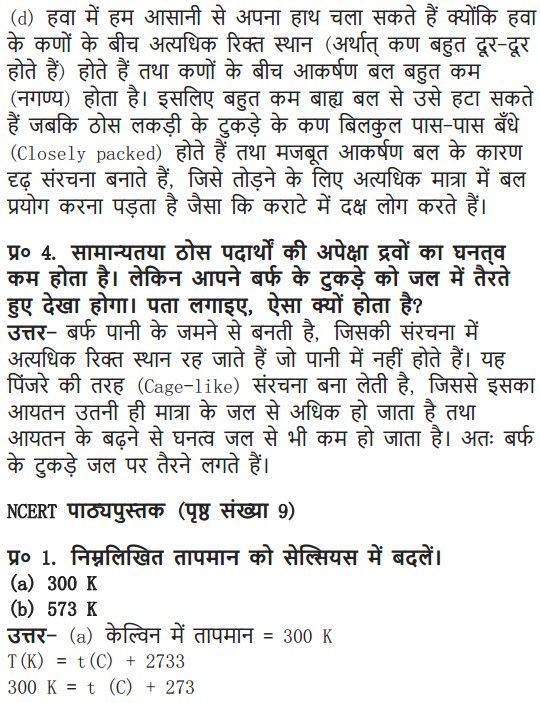 (d) हवा में हम आसानी से अपना हाथ चला सकते हैं क्योंकि हवा
के कणों के बीच अत्यधिक रिक्त स्थान (अर्थात् कण बहुत दूर-दूर
होते हैं) होते हैं तथा कणों के बीच आकर्षण बल बहुत कम
(नगण्य) होता है। इसलिए बहुत कम बाह्य बल से उसे हटा सकते
हैं जबकि ठोस लकड़ी के टुकड़े के कण बिलकुल पास-पास बँधे
(Closely packed) होते हैं तथा मजबूत आकर्षण बल के कारण
दृढ़ संरचना बनाते हैं, जिसे तोड़ने के लिए अत्यधिक मात्रा में बल
प्रयोग करना पड़ता है जैसा कि कराटे में दक्ष लोग करते हैं।
प्र० 4. सामान्यतया ठोस पदार्थों की अपेक्षा द्रवों का घनत्व
कम होता है। लेकिन आपने बर्फ के टुकड़े को जल में तैरते
हुए देखा होगा। पता लगाइए, ऐसा क्यों होता है?
उत्तर- बर्फ पानी के जमने से बनती है, जिसकी संरचना में
अत्यधिक रिक्त स्थान रह जाते हैं जो पानी में नहीं होते हैं। यह
पिंजरे की तरह (Cage-like) संरचना बना लेती है, जिससे इसका
आयतन उतनी ही मात्रा के जल से अधिक हो जाता है तथा
आयतन के बढ़ने से घनत्व जल से भी कम हो जाता है। अतः बर्फ
के टुकड़े जल पर तैरने लगते हैं।
NCERT पाठ्यपुस्तक (पृष्ठ संख्या 9)
प्र० 1. निम्नलिखित तापमान को सेल्सियस में बदलें।
(a) 300 K
(b) 573 K
उत्तर- (a) केल्विन में तापमान = 300 K
T(K) = t(C) + 2733
300 K = t (C) + 273